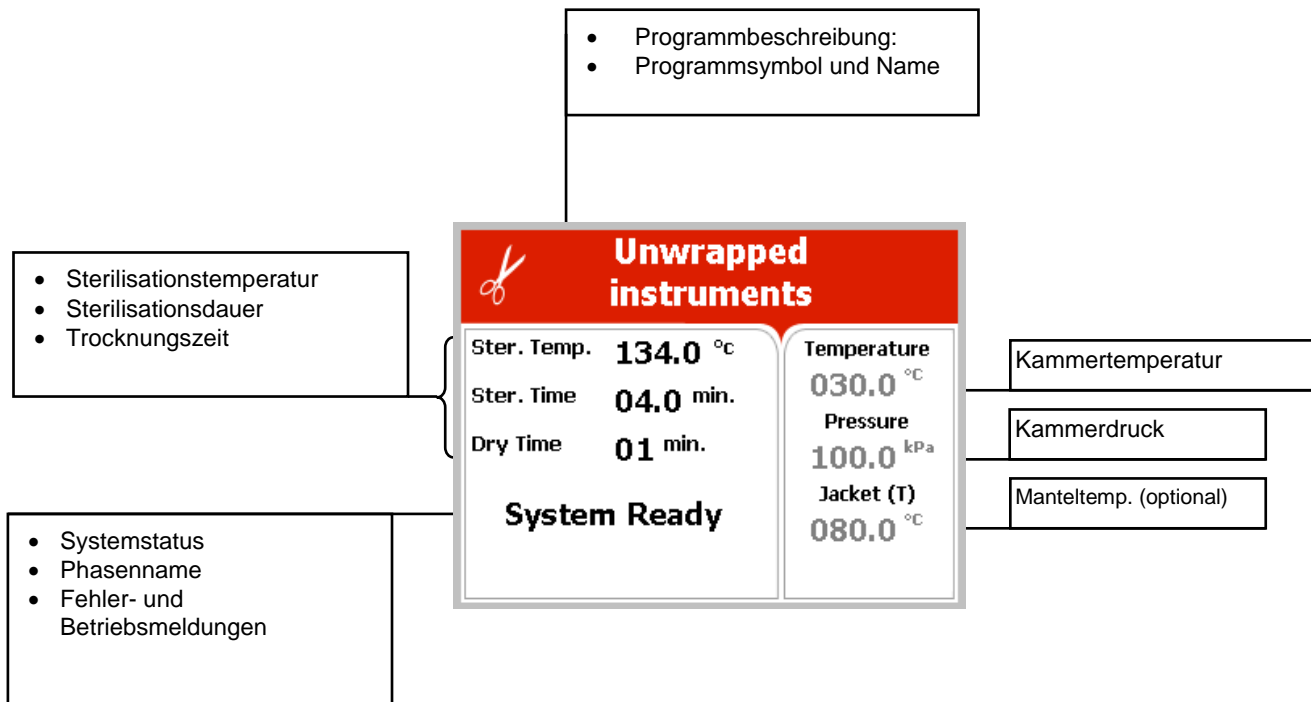 • Programmbeschreibung:
• Programmsymbol und Name
Unwrapped
instruments
• Sterilisationstemperatur
• Sterilisationsdauer
• Trocknungszeit
Ster. Temp. 134.0 °C
Ster. Time 04.0 min.
Dry Time 01 min.
System Ready
Temperature
030.0 °C
Pressure
100.0 kPa
Jacket (T)
080.0 °C
Kammertemperatur
Kammerdruck
Manteltemp. (optional)
• Systemstatus
• Phasenname
• Fehler- und
Betriebsmeldungen